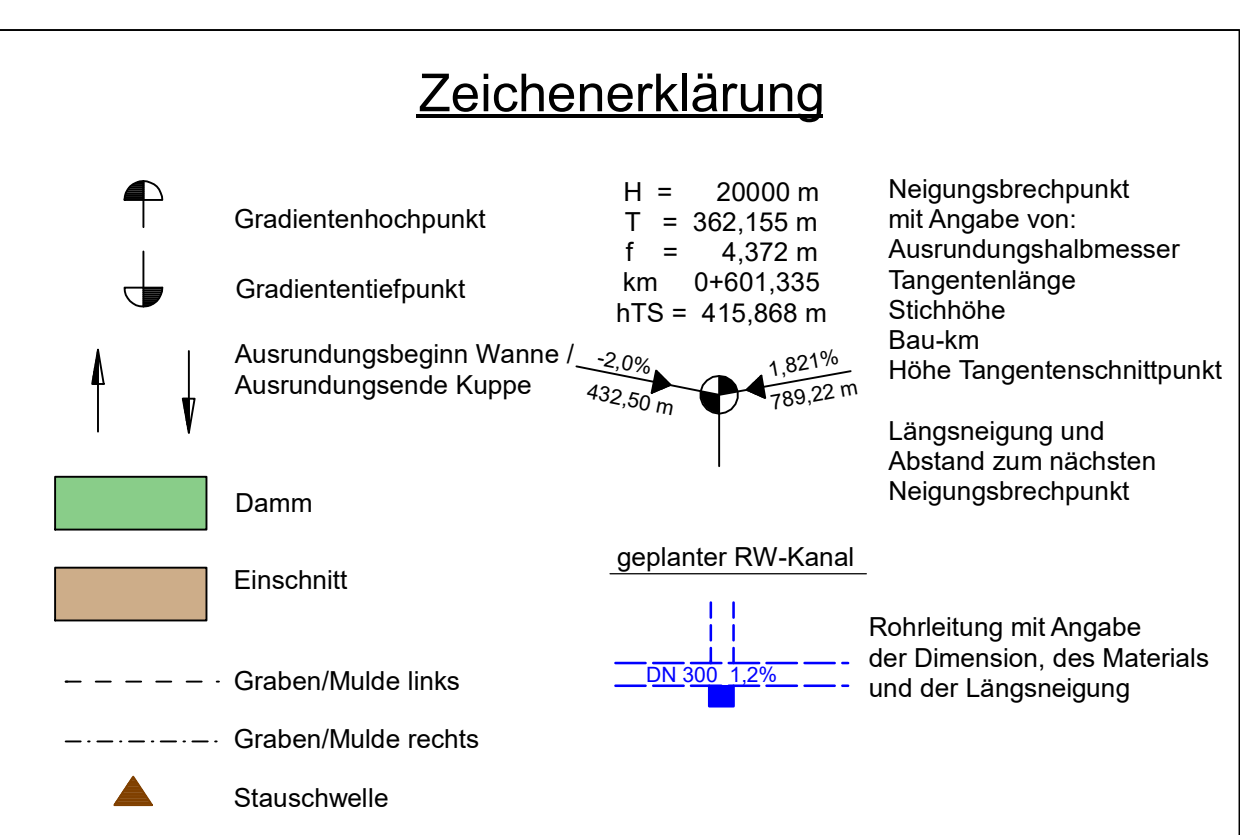 Zeichenerklärung
Gradientenhochpunkt
Gradiententiefpunkt
Ausrundungsbeginn Wanne /
Ausrundungsende Kuppe
Damm
Einschnitt
Graben/Mulde links
Graben/Mulde rechts
Stauschwelle
H = 20000 m
T = 362,155 m
f = 4,372 m
km 0+601,335
hTS = 415,868 m
-2,0%
432,50 m
1,821%
789,22 m
Neigungsbrechpunkt
mit Angabe von:
Ausrundungshalbmesser
Tangentenlänge
Stichhöhe
Bau-km
Höhe Tangentenschnittpunkt
Längsneigung und
Abstand zum nächsten
Neigungsbrechpunkt
geplanter RW-Kanal
DN 300 1,2%
Rohrleitung mit Angabe
der Dimension, des Materials
und der Längsneigung